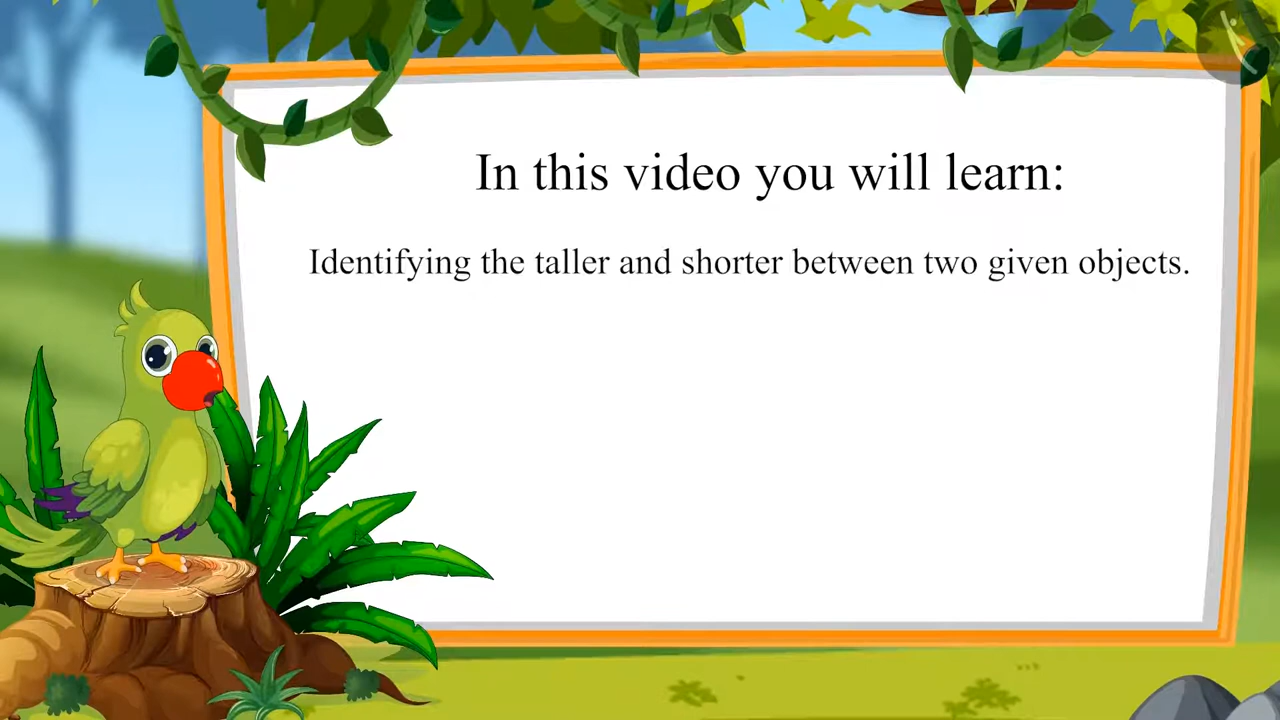 In this video you will learn:
Identifying the taller and shorter between two given objects.